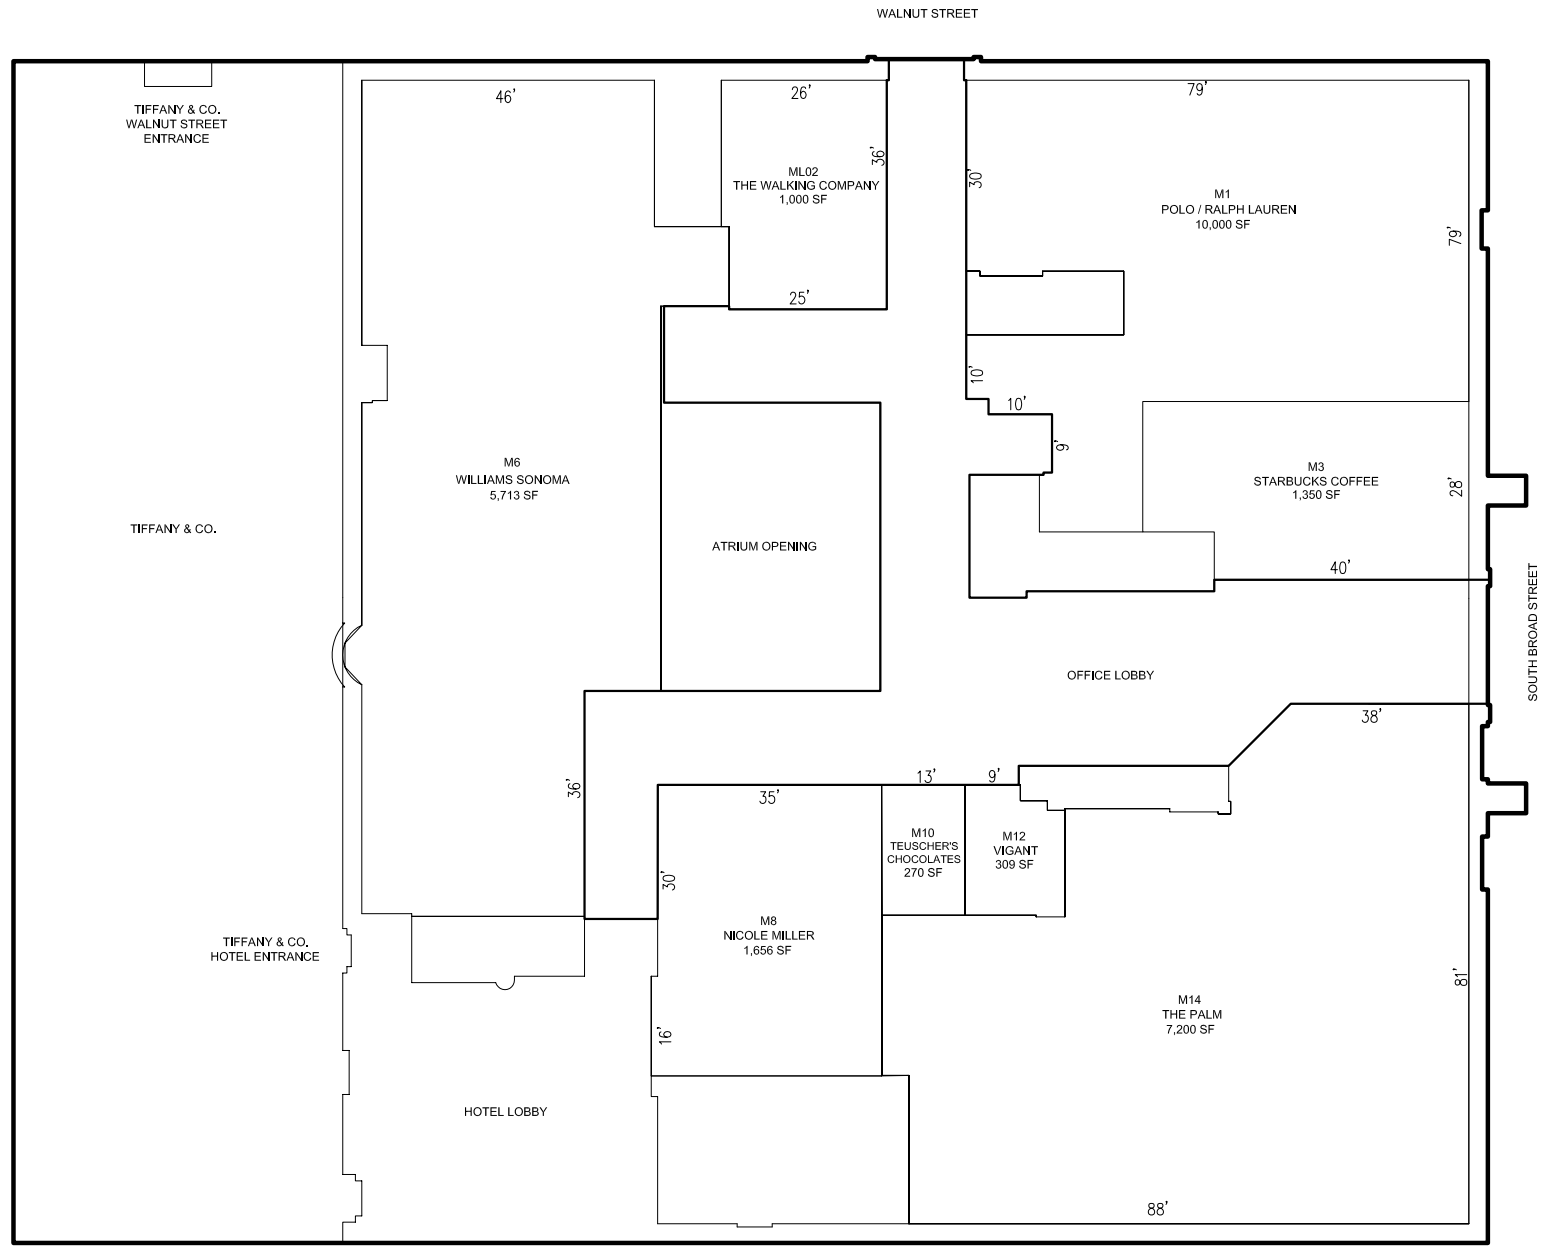 WALNUT STREET
TIFFANY & CO.
WALNUT STREET
ENTRANCE
46'
26'
79'
ML02
THE WALKING COMPANY
1,000 SF
36'
30'
M1
POLO / RALPH LAUREN
10,000 SF
79'
25'
10'
10'
9'
M6
WILLIAMS SONOMA
5,713 SF
M3
STARBUCKS COFFEE
1,350 SF
28'
TIFFANY & CO.
ATRIUM OPENING
40'
SOUTH BROAD STREET
OFFICE LOBBY
38'
36'
35'
13'
9'
M10
TEUSCHER'S
CHOCOLATES
270 SF
M12
VIGANT
309 SF
30'
M8
NICOLE MILLER
1,656 SF
TIFFANY & CO.
HOTEL ENTRANCE
81'
M14
THE PALM
7,200 SF
16'
HOTEL LOBBY
88'